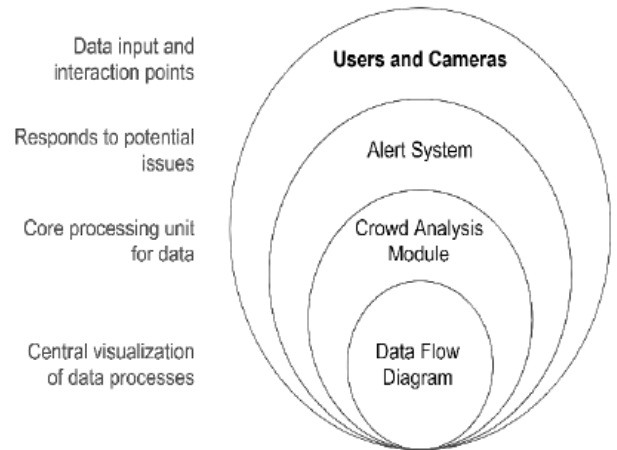 Data input and
interaction points
Users and Cameras
Responds to potential
issues
Alert System
Core processing unit
for data
Crowd Analysis
Module
Central visualization
of data processes
Data Flow
Diagram